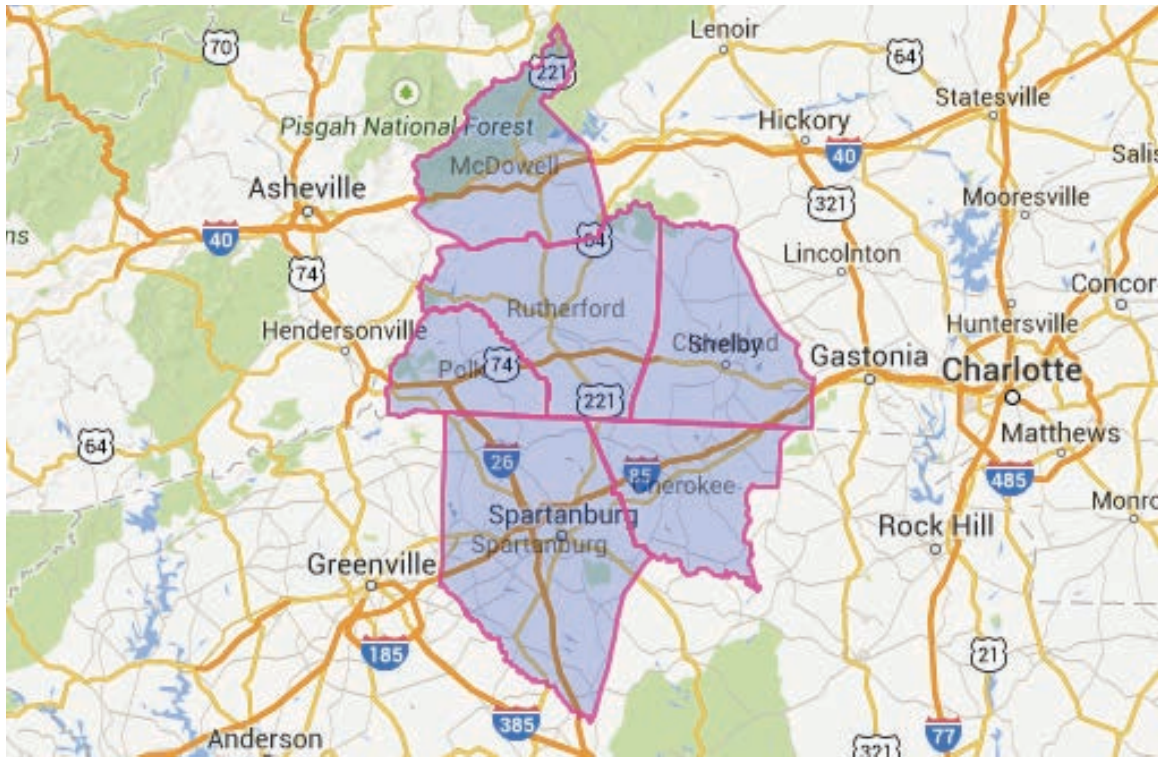 Lenoir
70
64
221
Statesville
Pisgah National Forest
Hickory
McDowell
40
Salis
Asheville
321
Mooresville
40
64
ns
74
Lincolnton
Concor
Rutherford
Huntersville
Hendersonville
Shelby
Gastonia
Polk
74
Charlotte
221
64
Matthews
26
85
485
Cherokee
Monro
Spartanburg
Rock Hill
Spartanburg
Greenville
185
21
385
77
Anderson
321